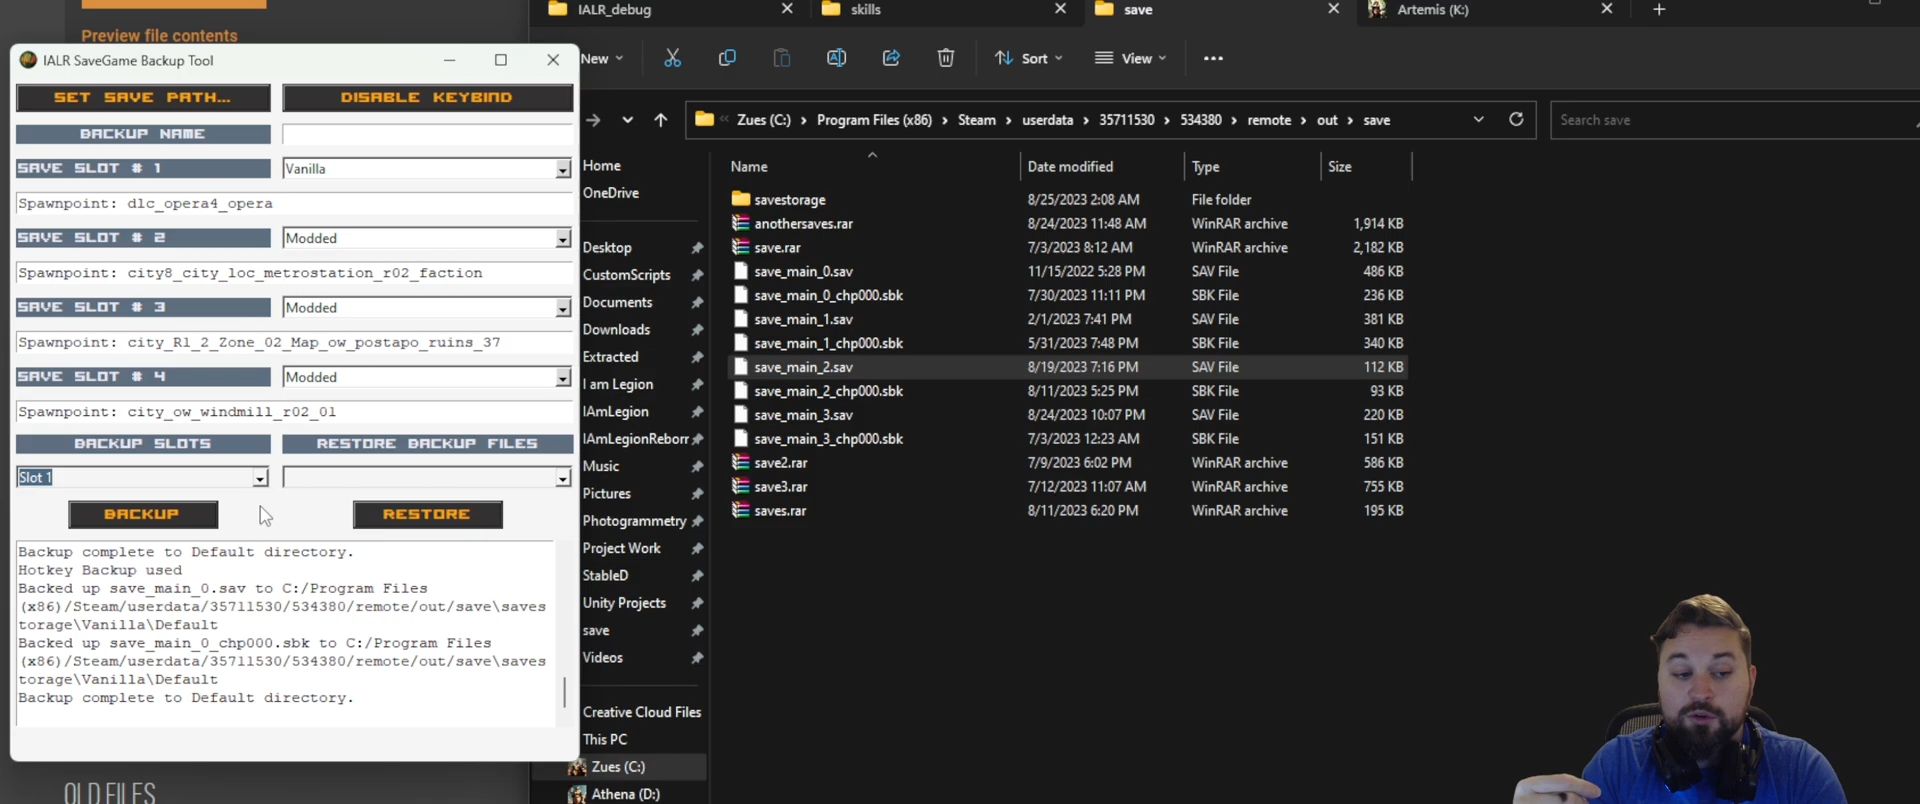 IALR_debug
skills
save
Artemis (K:)
Preview file contents
IALR SaveGame Backup Tool
New
Sort
View
SET SAVE PATH...
DISABLE KEYBIND
BACKUP NAME
Zues (C:) > Program Files (x86) > Steam > userdata > 35711530 > 534380 > remote > out > save
Search save
SAVE SLOT # 1
Vanilla
Spawnpoint: dlc_opera4_opera
SAVE SLOT # 2
Modded
Spawnpoint: city8_city_loc_metrostation_r02_faction
SAVE SLOT # 3
Modded
Spawnpoint: city_R1_2_Zone_02_Map_ow_postapo_ruins_37
SAVE SLOT # 4
Modded
Spawnpoint: city_ow_windmill_r02_01
BACKUP SLOTS
RESTORE BACKUP FILES
Slot 1
BACKUP
RESTORE
Backup complete to Default directory.
Hotkey Backup used
Backed up save_main_0.sav to C:/Program Files
(x86)/Steam/userdata/35711530/534380/remote/out/save\saves
torage\Vanilla\Default
Backed up save_main_0_chp000.sbk to C:/Program Files
(x86)/Steam/userdata/35711530/534380/remote/out/save\saves
torage\Vanilla\Default
Backup complete to Default directory.
OLD FILES
Home
OneDrive
Desktop
CustomScripts
Documents
Downloads
Extracted
I am Legion
IAmLegion
IAmLegionReborr
Music
Pictures
Photogrammetry
Project Work
StableD
Unity Projects
save
Videos
Creative Cloud Files
This PC
Zues (C:)
Athena (D:)
Name Date modified Type Size
savestorage 8/25/2023 2:08 AM File folder
anothersaves.rar 8/24/2023 11:48 AM WinRAR archive 1,914 KB
save.rar 7/3/2023 8:12 AM WinRAR archive 2,182 KB
save_main_0.sav 11/15/2022 5:28 PM SAV File 486 KB
save_main_0_chp000.sbk 7/30/2023 11:11 PM SBK File 236 KB
save_main_1.sav 2/1/2023 7:41 PM SAV File 381 KB
save_main_1_chp000.sbk 5/31/2023 7:48 PM SBK File 340 KB
save_main_2.sav 8/19/2023 7:16 PM SAV File 112 KB
save_main_2_chp000.sbk 8/11/2023 5:25 PM SBK File 93 KB
save_main_3.sav 8/24/2023 10:07 PM SAV File 220 KB
save_main_3_chp000.sbk 7/3/2023 12:23 AM SBK File 151 KB
save2.rar 7/9/2023 6:02 PM WinRAR archive 586 KB
save3.rar 7/12/2023 11:07 AM WinRAR archive 755 KB
saves.rar 8/11/2023 6:20 PM WinRAR archive 195 KB